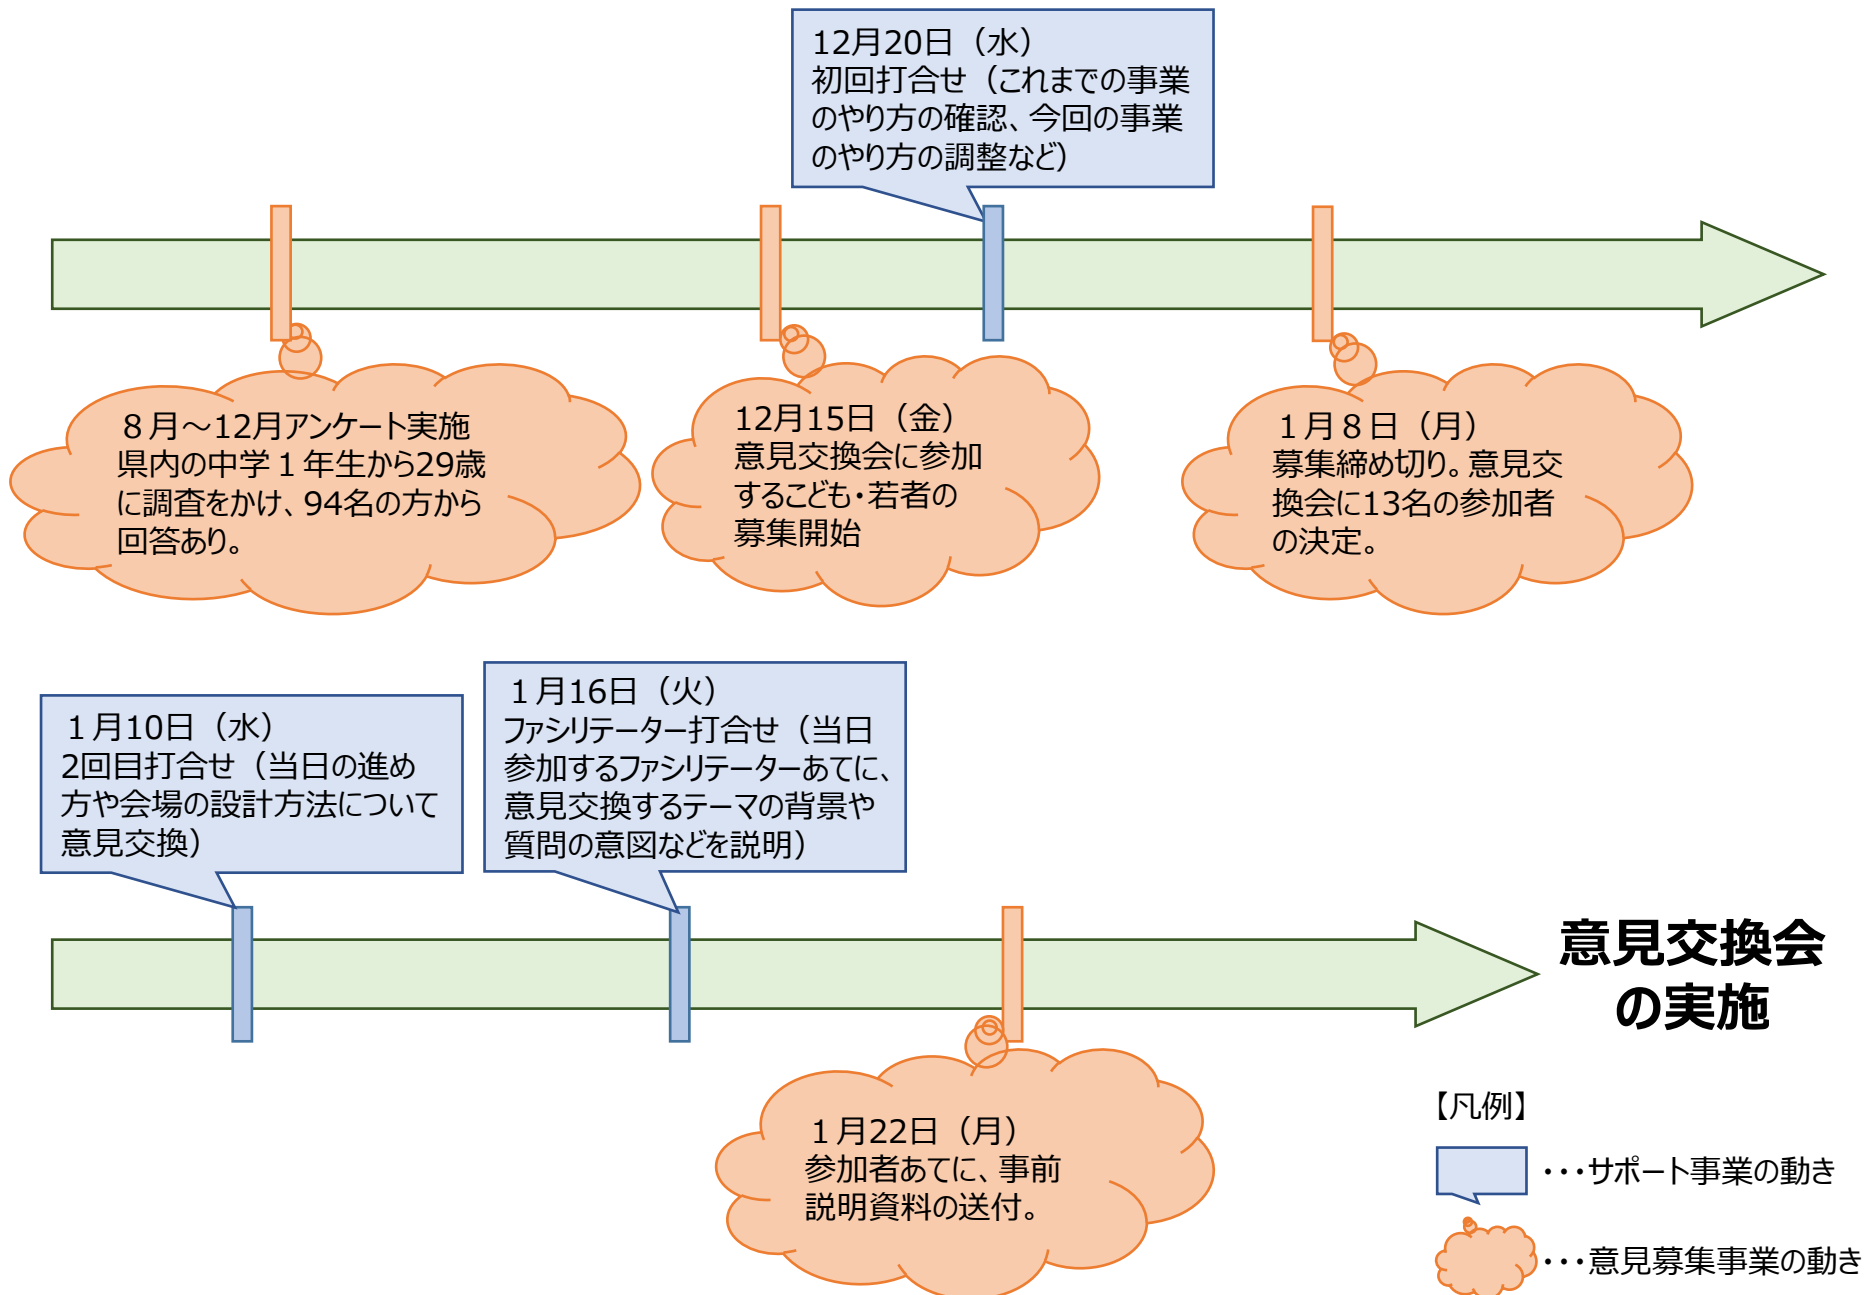 12月20日（水）
初回打合せ（これまでの事業
のやり方の確認、今回の事業
のやり方の調整など）
８月～12月アンケート実施
県内の中学１年生から29歳
に調査をかけ、94名の方から
回答あり。
12月15日（金）
意見交換会に参加
するこども・若者の
募集開始
１月８日（月）
募集締め切り。意見交
換会に13名の参加者
の決定。
１月10日（水）
2回目打合せ（当日の進め
方や会場の設計方法について
意見交換）
１月16日（火）
ファシリテーター打合せ（当日
参加するファシリテーターあてに、
意見交換するテーマの背景や
質問の意図などを説明）
意見交換会
の実施
１月22日（月）
参加者あてに、事前
説明資料の送付。
【凡例】
・・・サポート事業の動き
・・・意見募集事業の動き